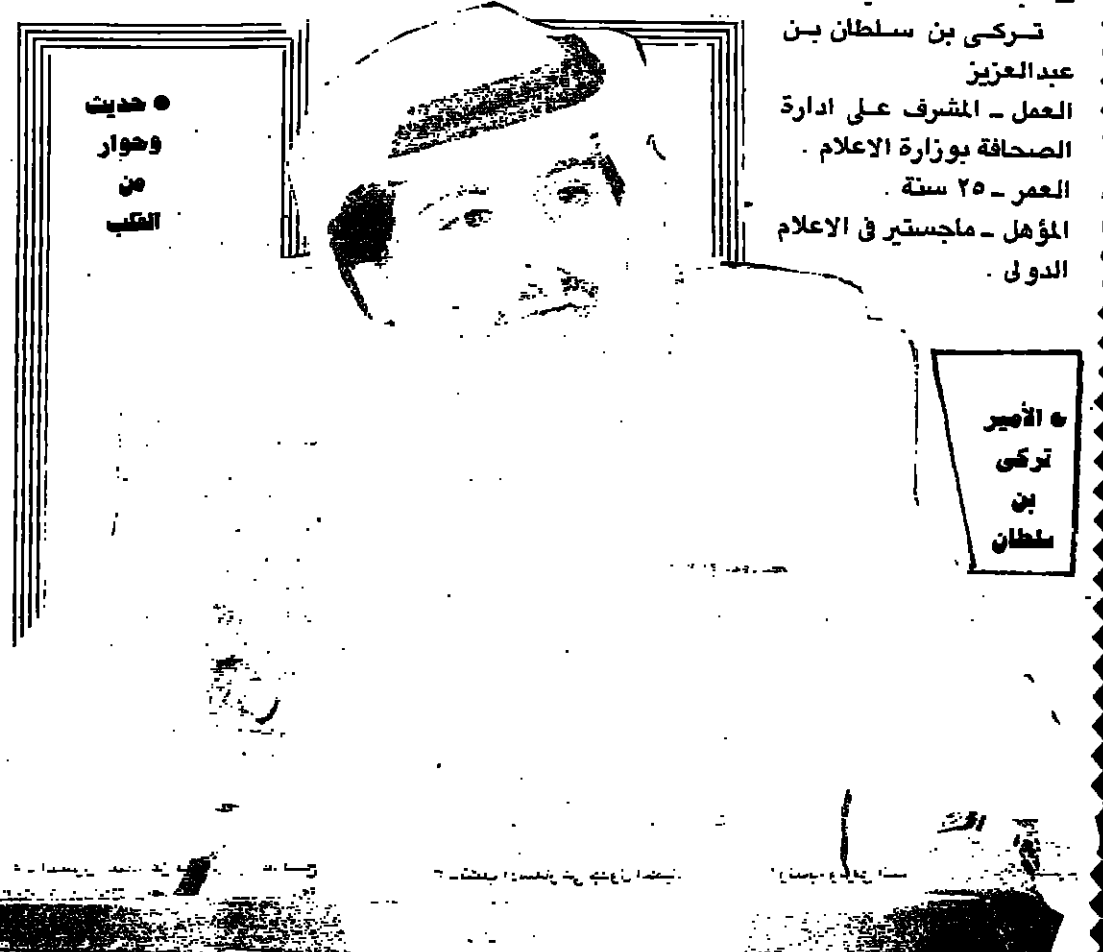 تركى بن سلطان بن
عبدالعزيز
العمل ـ المشرف على ادارة
الصحافة بوزارة الاعلام .
العمر ـ ٢٥ سنة .
المؤهل ـ ماجستير فى الاعلام
الدولى .
● حديث
وحوار
من
القلب
● الأمير
تركى
بن
سلطان